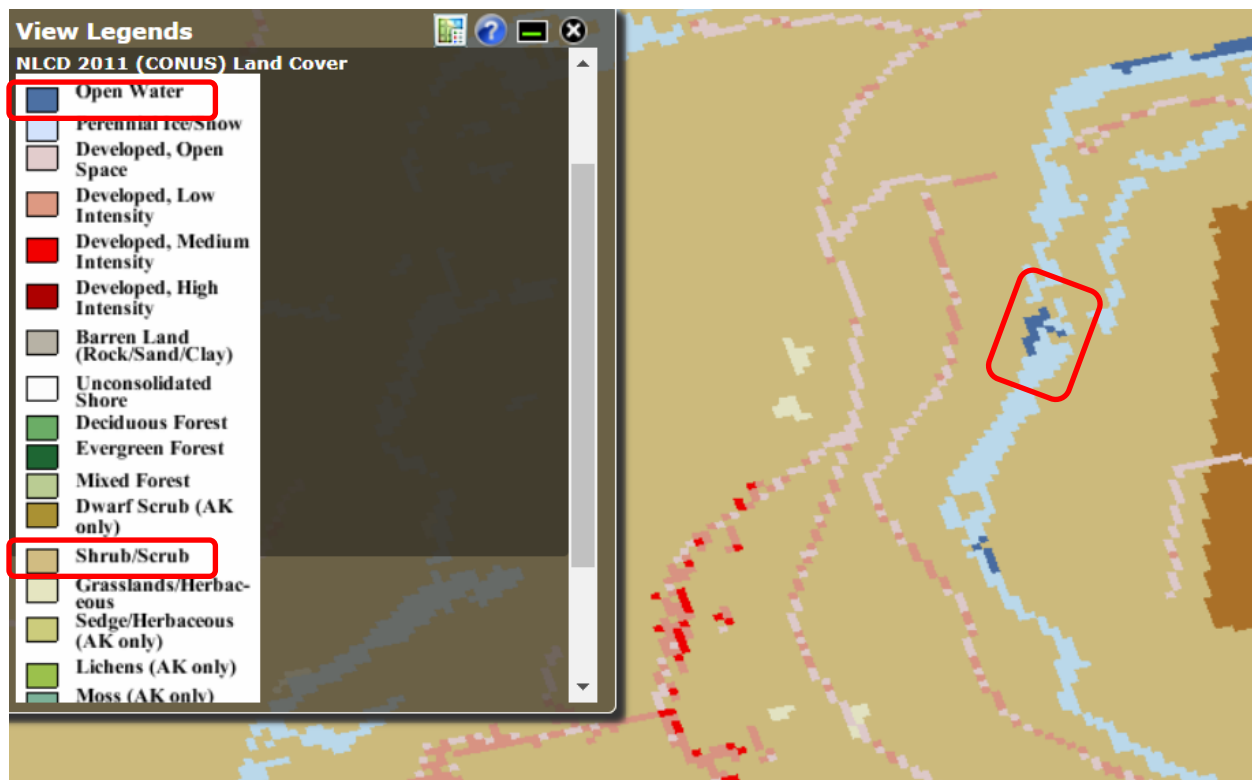 View Legends
NLCD 2011 (CONUS) Land Cover
Open Water
Perennial Ice/Snow
Developed, Open
Space
Developed, Low
Intensity
Developed, Medium
Intensity
Developed, High
Intensity
Barren Land
(Rock/Sand/Clay)
Unconsolidated
Shore
Deciduous Forest
Evergreen Forest
Mixed Forest
Dwarf Scrub (AK
only)
Shrub/Scrub
Grasslands/Herbac-
eous
Sedge/Herbaceous
(AK only)
Lichens (AK only)
Moss (AK only)